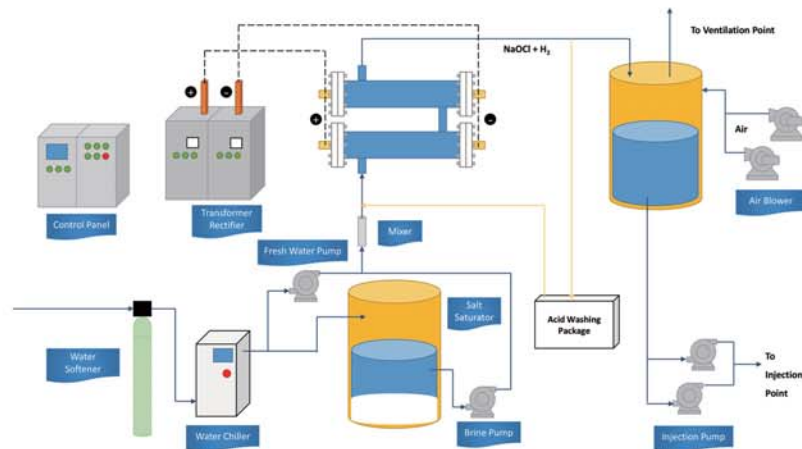 To Ventilation Point
NaOCl + H₂
+
-
+
-
Air
Air Blower
Control Panel
Transformer
Rectifier
Mixer
Fresh Water Pump
Salt
Saturator
Acid Washing
Package
Water
Softener
Water Chiller
Brine Pump
To
Injection
Point
Injection Pump